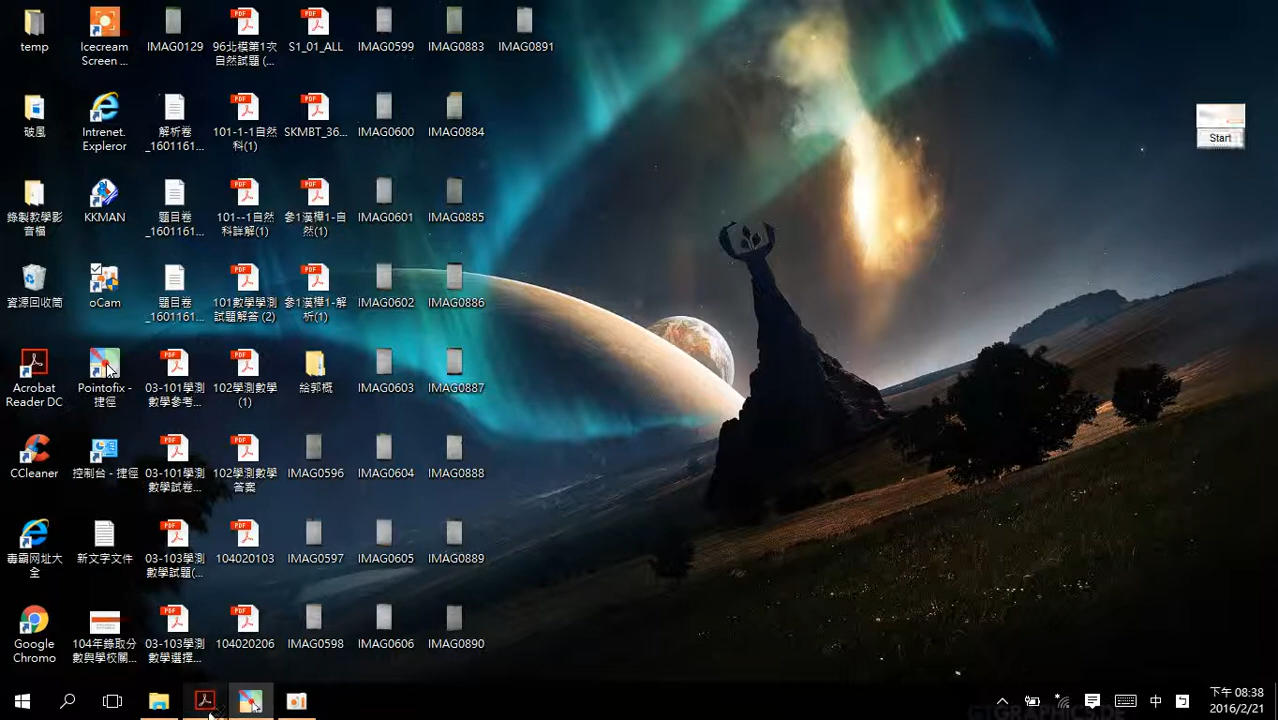 temp
Icecream
Screen ...
IMAG0129
96北模第1次
自然試題 (...
S1_01_ALL
IMAG0599
IMAG0883
IMAG0891
破風
Intrenet.
Expleror
解析卷
_1601161...
101-1-1自然
科(1)
SKMBT_36...
IMAG0600
IMAG0884
Start
錄製教學影
音檔
KKMAN
題目卷
_1601161...
101--1自然
科詳解(1)
參1漢樺1-自
然(1)
IMAG0601
IMAG0885
資源回收筒
oCam
題目卷
_1601161...
101數學學測
試題解答 (2)
參1漢樺1-解
析(1)
IMAG0602
IMAG0886
Acrobat
Reader DC
Pointofix -
捷徑
03-101學測
數學參考...
102學測數學
(1)
給郭概
IMAG0603
IMAG0887
CCleaner
控制台 - 捷徑
03-101學測
數學試卷...
102學測數學
答案
IMAG0596
IMAG0604
IMAG0888
毒霸网址大
全
新文字文件
03-103學測
數學試題(...
104020103
IMAG0597
IMAG0605
IMAG0889
Google
Chromo
104年錄取分
數與學校關...
03-103學測
數學選擇...
104020206
IMAG0598
IMAG0606
IMAG0890
中
下午 08:38
2016/2/21